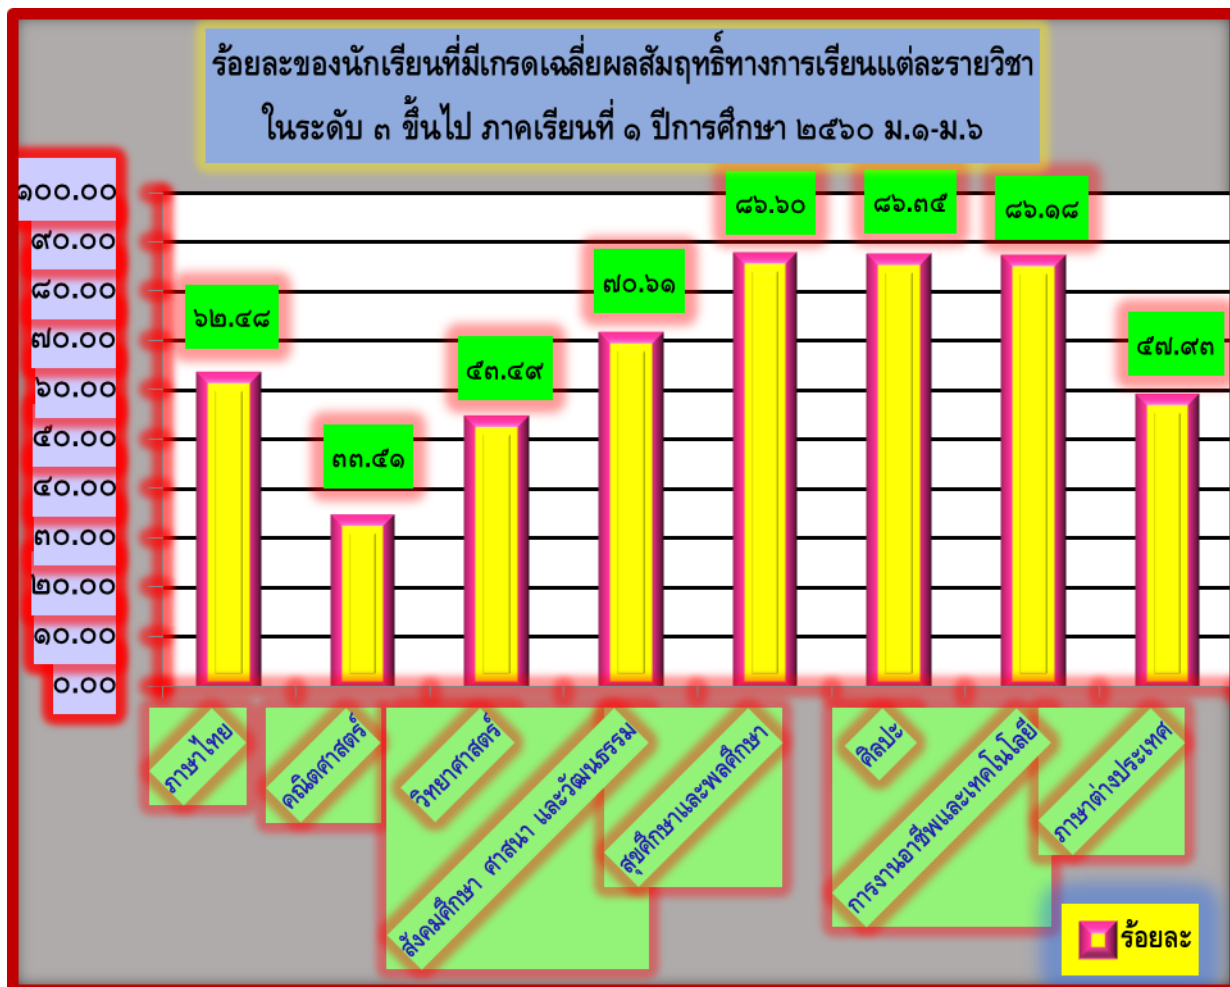 ร้อยละของนักเรียนที่มีเกรดเฉลี่ยผลสัมฤทธิ์ทางการเรียนแต่ละรายวิชา
ในระดับ ๓ ขึ้นไป ภาคเรียนที่ ๑ ปีการศึกษา ๒๕๖๐ ม.๑-ม.๖
๑๐๐.๐๐
๙๐.๐๐
๘๐.๐๐
๗๐.๐๐
๖๐.๐๐
๕๐.๐๐
๔๐.๐๐
๓๐.๐๐
๒๐.๐๐
๑๐.๐๐
๐.๐๐
๖๒.๔๘
๓๓.๕๑
๕๓.๔๙
๗๐.๖๑
๘๖.๖๐
๘๖.๓๕
๘๖.๑๘
๕๗.๙๓
ภาษาไทย
คณิตศาสตร์
วิทยาศาสตร์
สังคมศึกษา ศาสนา และวัฒนธรรม
สุขศึกษาและพลศึกษา
ศิลปะ
การงานอาชีพและเทคโนโลยี
ภาษาต่างประเทศ
ร้อยละ